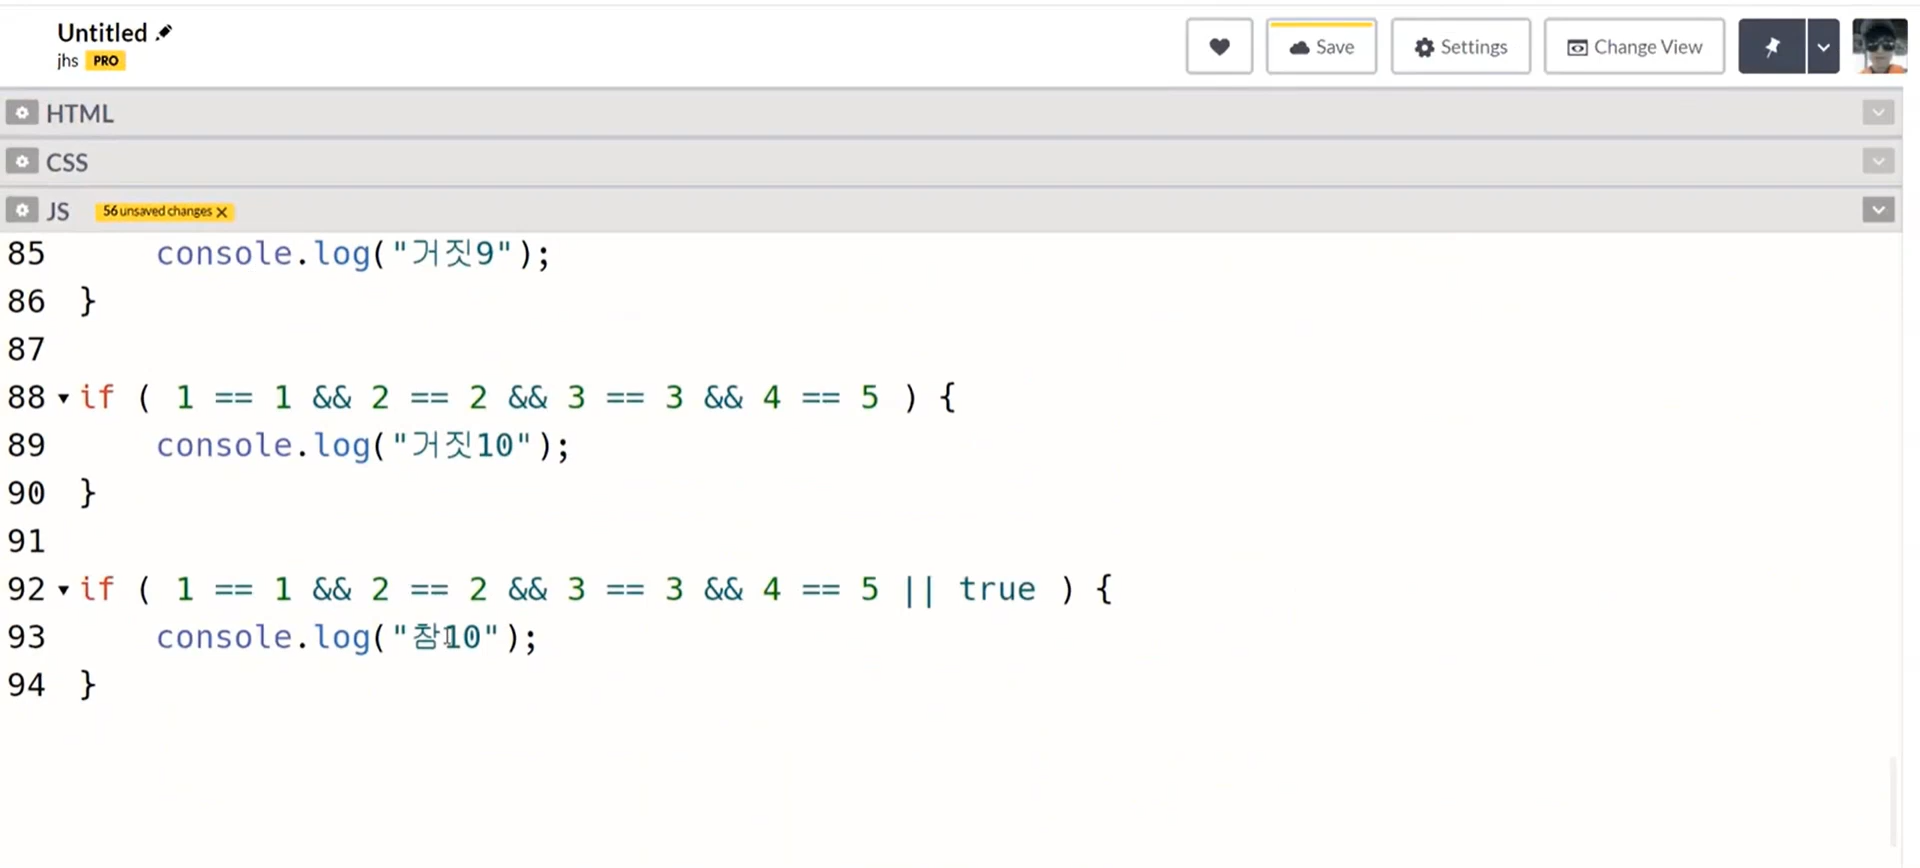 Untitled
jhs PRO
Save
Settings
Change View
HTML
CSS
JS 56 unsaved changes X
85 console.log("거짓9");
86 }
87
88 if ( 1 == 1 && 2 == 2 && 3 == 3 && 4 == 5 ) {
89 console.log("거짓10");
90 }
91
92 if ( 1 == 1 && 2 == 2 && 3 == 3 && 4 == 5 || true ) {
93 console.log("참10");
94 }